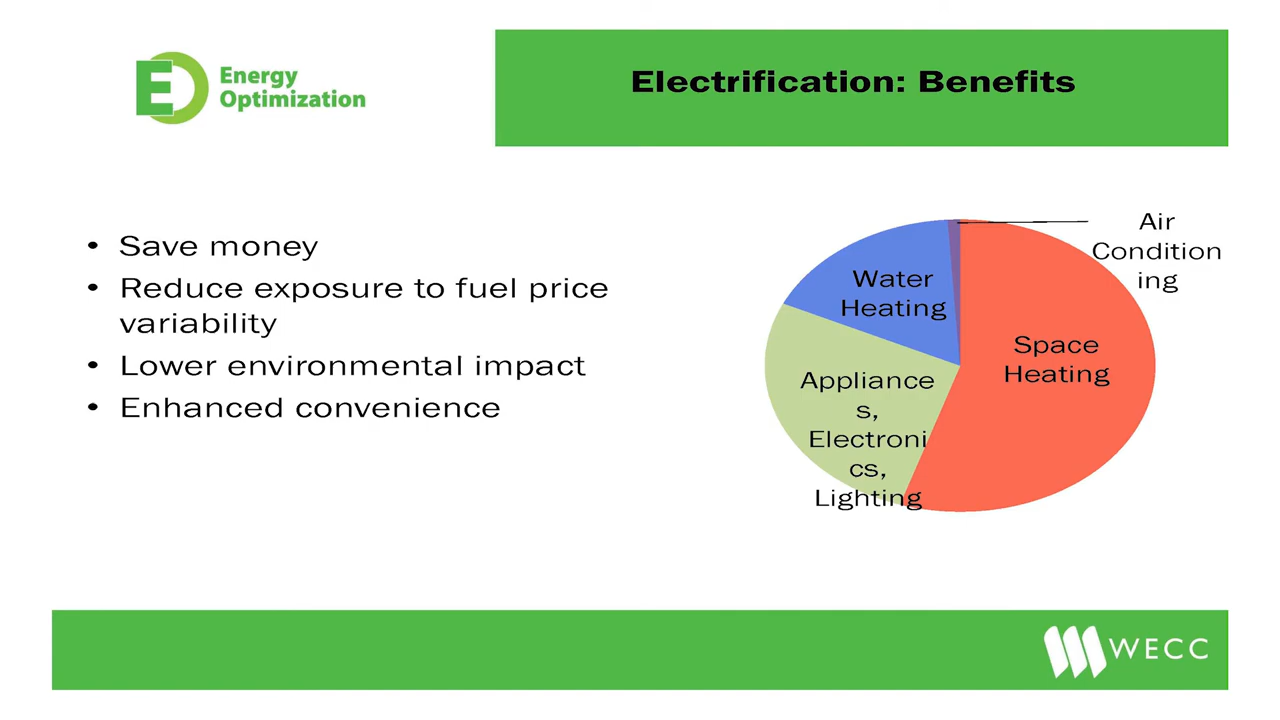 Energy
Optimization
Electrification: Benefits
• Save money
• Reduce exposure to fuel price
variability
• Lower environmental impact
• Enhanced convenience
Air
Condition
ing
Water
Heating
Space
Heating
Appliance
s,
Electroni
cs,
Lighting
WECC